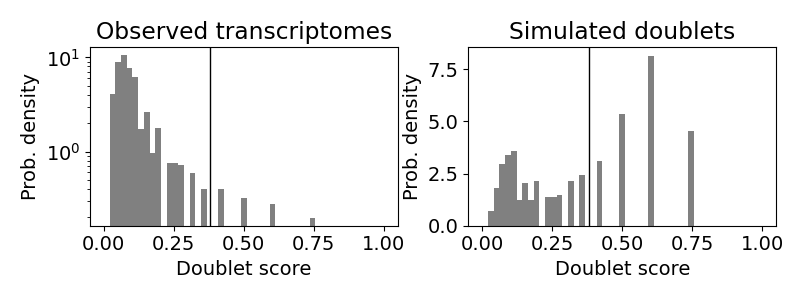 Observed transcriptomes
Simulated doublets
Prob. density
10¹
10⁰
0.00 0.25 0.50 0.75 1.00
Doublet score
Prob. density
7.5
5.0
2.5
0.0
0.00 0.25 0.50 0.75 1.00
Doublet score